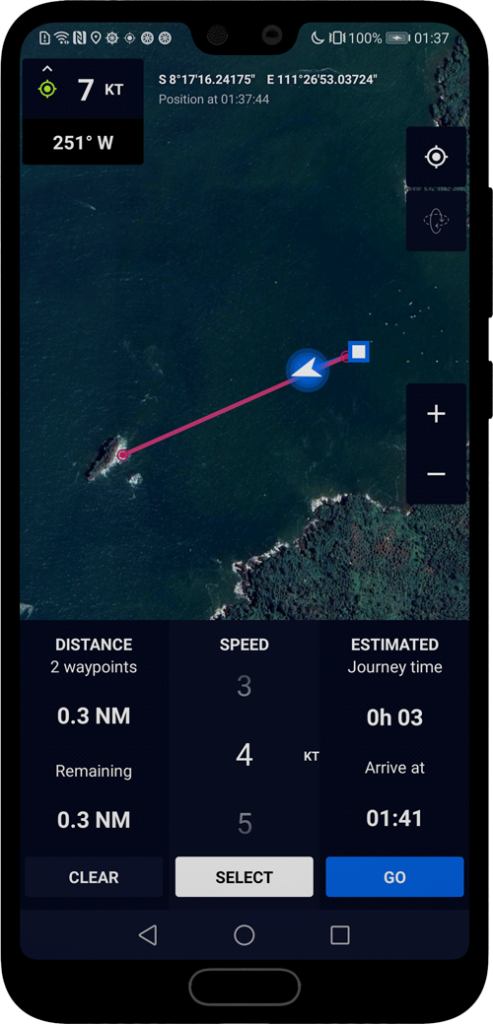 100% 01:37
7 KT
S 8°17'16.24175" E 111°26'53.03724"
Position at 01:37:44
251° W
DISTANCE
2 waypoints
0.3 NM
Remaining
0.3 NM
CLEAR
SPEED
3
4 KT
5
SELECT
ESTIMATED
Journey time
0h 03
Arrive at
01:41
GO